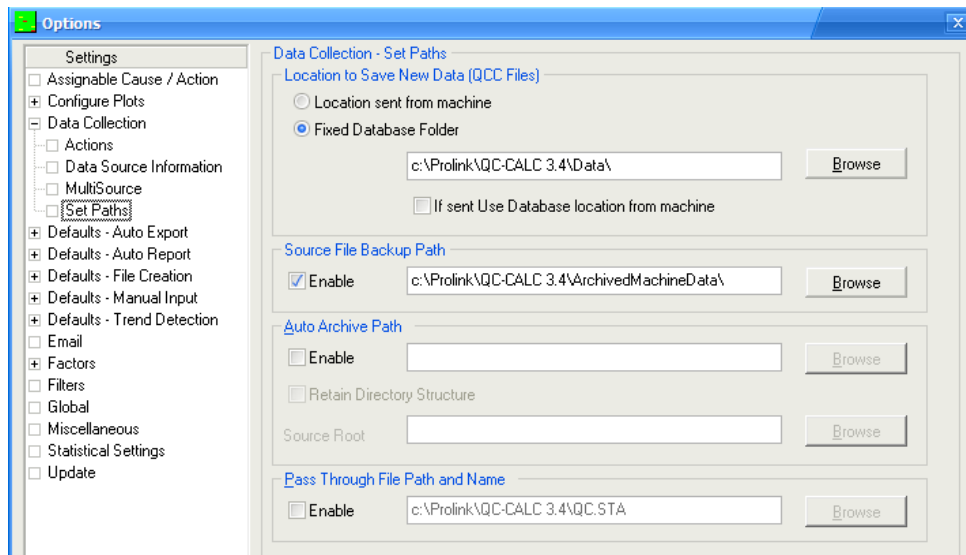 Options
Settings
Assignable Cause / Action
Configure Plots
Data Collection
Actions
Data Source Information
MultiSource
Set Paths
Defaults - Auto Export
Defaults - Auto Report
Defaults - File Creation
Defaults - Manual Input
Defaults - Trend Detection
Email
Factors
Filters
Global
Miscellaneous
Statistical Settings
Update
Data Collection - Set Paths
Location to Save New Data (QCC Files)
Location sent from machine
Fixed Database Folder
c:\Prolink\QC-CALC 3.4\Data\ Browse
If sent Use Database location from machine
Source File Backup Path
Enable c:\Prolink\QC-CALC 3.4\ArchivedMachineData\ Browse
Auto Archive Path
Enable Browse
Retain Directory Structure
Source Root Browse
Pass Through File Path and Name
Enable c:\Prolink\QC-CALC 3.4\QC.STA Browse